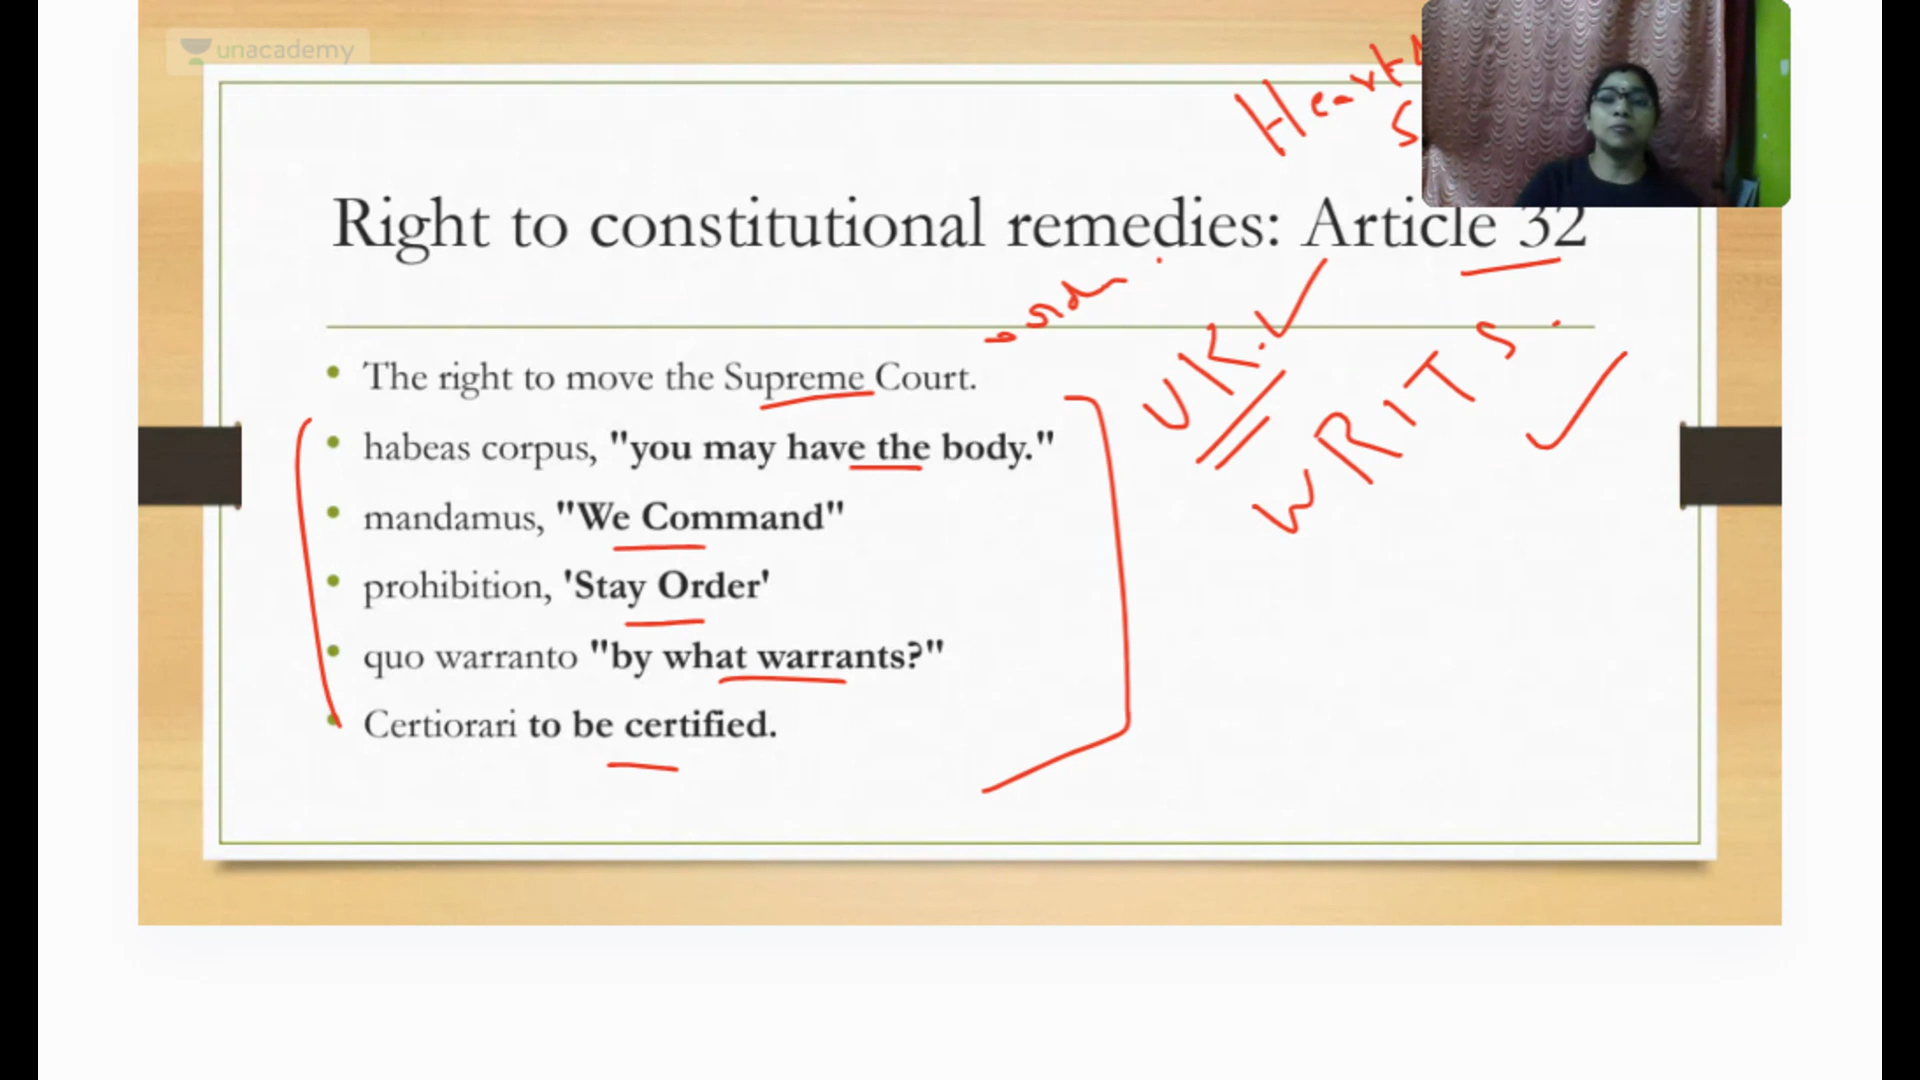 unacademy
Heart
S
Right to constitutional remedies: Article 32
UK.
WRITS.
• The right to move the Supreme Court.
• habeas corpus, "you may have the body."
• mandamus, "We Command"
• prohibition, 'Stay Order'
• quo warranto "by what warrants?"
• Certiorari to be certified.